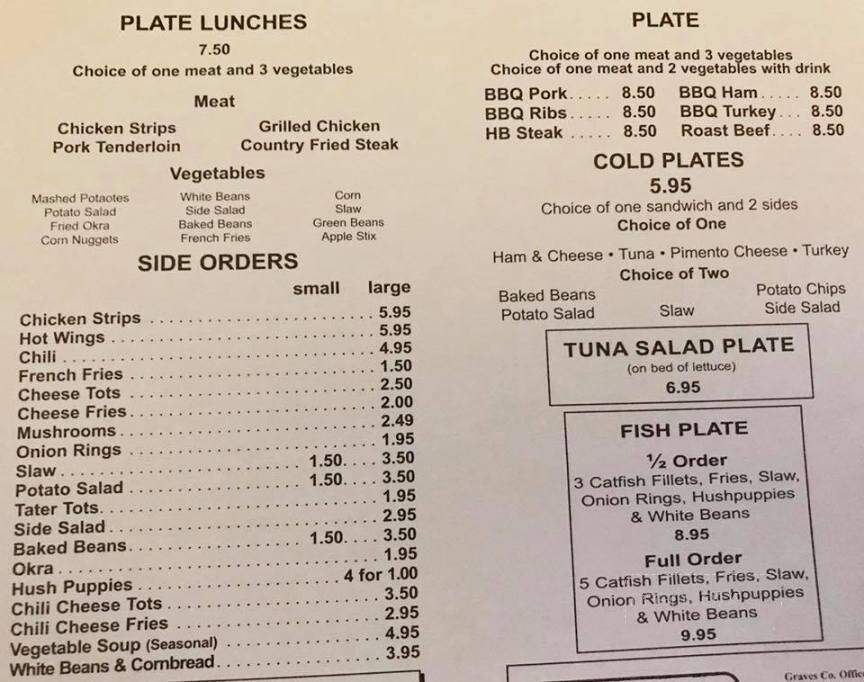 PLATE LUNCHES
7.50
Choice of one meat and 3 vegetables
Meat
Chicken Strips Grilled Chicken
Pork Tenderloin Country Fried Steak
Vegetables
Mashed Potaotes White Beans Corn
Potato Salad Side Salad Slaw
Fried Okra Baked Beans Green Beans
Corn Nuggets French Fries Apple Stix
SIDE ORDERS
small large
Chicken Strips ........................ 5.95
Hot Wings ............................ 5.95
Chili ................................. 4.95
French Fries .......................... 1.50
Cheese Tots .......................... 2.50
Cheese Fries .......................... 2.00
Mushrooms ........................... 2.49
Onion Rings .......................... 1.95
Slaw ........................ 1.50.... 3.50
Potato Salad ................. 1.50.... 3.50
Tater Tots ............................ 1.95
Side Salad ............................ 2.95
Baked Beans ................. 1.50.... 3.50
Okra ................................. 1.95
Hush Puppies .................... 4 for 1.00
Chili Cheese Tots ..................... 3.50
Chili Cheese Fries .................... 2.95
Vegetable Soup (Seasonal) ............. 4.95
White Beans & Cornbread .............. 3.95
PLATE
Choice of one meat and 3 vegetables
Choice of one meat and 2 vegetables with drink
BBQ Pork..... 8.50 BBQ Ham..... 8.50
BBQ Ribs..... 8.50 BBQ Turkey... 8.50
HB Steak ..... 8.50 Roast Beef.... 8.50
COLD PLATES
5.95
Choice of one sandwich and 2 sides
Choice of One
Ham & Cheese • Tuna • Pimento Cheese • Turkey
Choice of Two
Baked Beans Potato Chips
Potato Salad Slaw Side Salad
TUNA SALAD PLATE
(on bed of lettuce)
6.95
FISH PLATE
½ Order
3 Catfish Fillets, Fries, Slaw,
Onion Rings, Hushpuppies
& White Beans
8.95
Full Order
5 Catfish Fillets, Fries, Slaw,
Onion Rings, Hushpuppies
& White Beans
9.95
Graves Co.